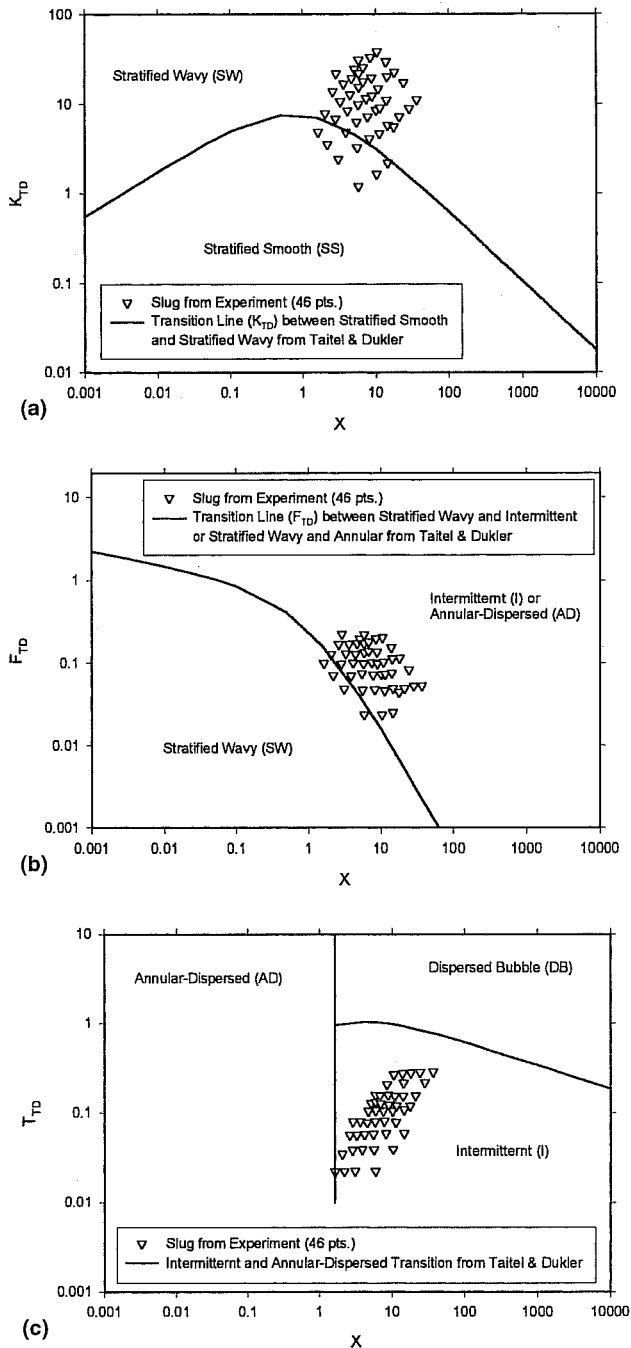 100
10
1
0.1
0.01
K_TD
Stratified Wavy (SW)
Stratified Smooth (SS)
Slug from Experiment (46 pts.)
Transition Line (K_TD) between Stratified Smooth
and Stratified Wavy from Taitel & Dukler
0.001 0.01 0.1 1 10 100 1000 10000
(a)
X
10
1
0.1
0.01
0.001
F_TD
Slug from Experiment (46 pts.)
Transition Line (F_TD) between Stratified Wavy and Intermittent
or Stratified Wavy and Annular from Taitel & Dukler
Intermitternt (I) or
Annular-Dispersed (AD)
Stratified Wavy (SW)
0.001 0.01 0.1 1 10 100 1000 10000
(b)
X
10
1
0.1
0.01
0.001
T_TD
Annular-Dispersed (AD)
Dispersed Bubble (DB)
Intermitternt (I)
Slug from Experiment (46 pts.)
Intermitternt and Annular-Dispersed Transition from Taitel & Dukler
0.001 0.01 0.1 1 10 100 1000 10000
(c)
X